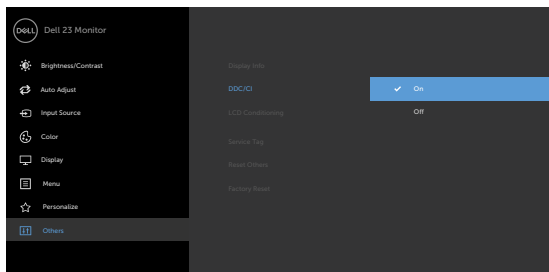 DELL Dell 23 Monitor
Brightness/Contrast
Auto Adjust
Input Source
Color
Display
Menu
Personalize
Others
Display Info
DDC/CI
LCD Conditioning
Service Tag
Reset Others
Factory Reset
On
Off